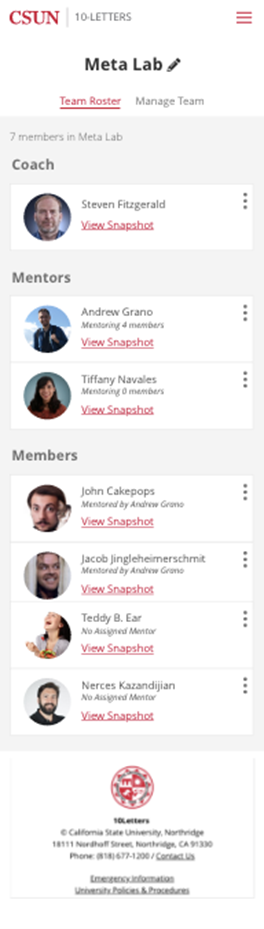 CSUN 10-LETTERS
Meta Lab
Team Roster Manage Team
7 members in Meta Lab
Coach
Steven Fitzgerald
View Snapshot
Mentors
Andrew Grano
Mentoring 4 members
View Snapshot
Tiffany Navales
Mentoring 0 members
View Snapshot
Members
John Cakepops
Mentored by Andrew Grano
View Snapshot
Jacob Jingleheimerschmit
Mentored by Andrew Grano
View Snapshot
Teddy B. Ear
No Assigned Mentor
View Snapshot
Nerces Kazandijian
No Assigned Mentor
View Snapshot
10Letters
© California State University, Northridge
18111 Nordhoff Street, Northridge, CA 91330
Phone: (818) 677-1200 / Contact Us
Emergency Information
University Policies & Procedures